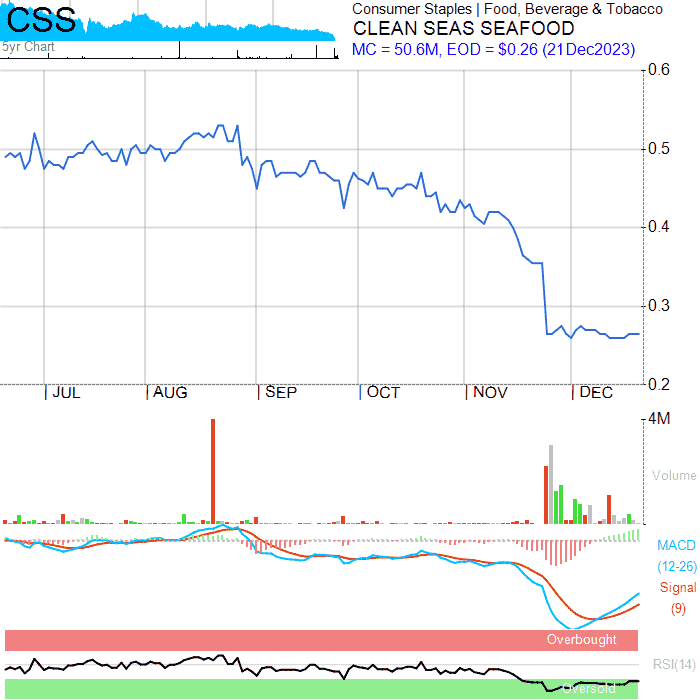 CSS
5yr Chart
Consumer Staples | Food, Beverage & Tobacco
CLEAN SEAS SEAFOOD
MC = 50.6M, EOD = $0.26 (21Dec2023)
0.6
0.5
0.4
0.3
0.2
JUL AUG SEP OCT NOV DEC
4M
Volume
MACD
(12-26)
Signal
(9)
Overbought
RSI(14)
Oversold